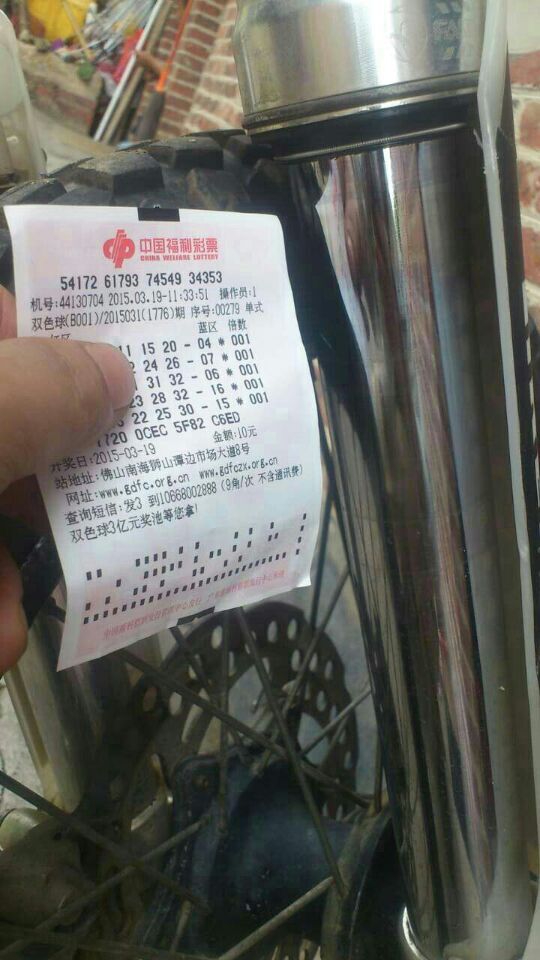 中国福利彩票
CHINA WELFARE LOTTERY
54172 61793 74549 34353
机号:44130704 2015.03.19-11:33:51 操作员:1
双色球(B001)/2015031(1776)期 序号:00279 单式
蓝区 倍数
11 15 20 - 04 * 001
24 26 - 07 * 001
31 32 - 06 * 001
23 28 32 - 16 * 001
22 25 30 - 15 * 001
1720 0CEC 5F82 C6ED
开奖日:2015-03-19 金额:10元
站地址:佛山南海狮山谭边市场大道8号
网址:www.gdfc.org.cn www.gdfczx.org.cn
查询短信:发3 到10668002888 (9角/次 不含通讯费)
双色球3亿元奖池等您拿!